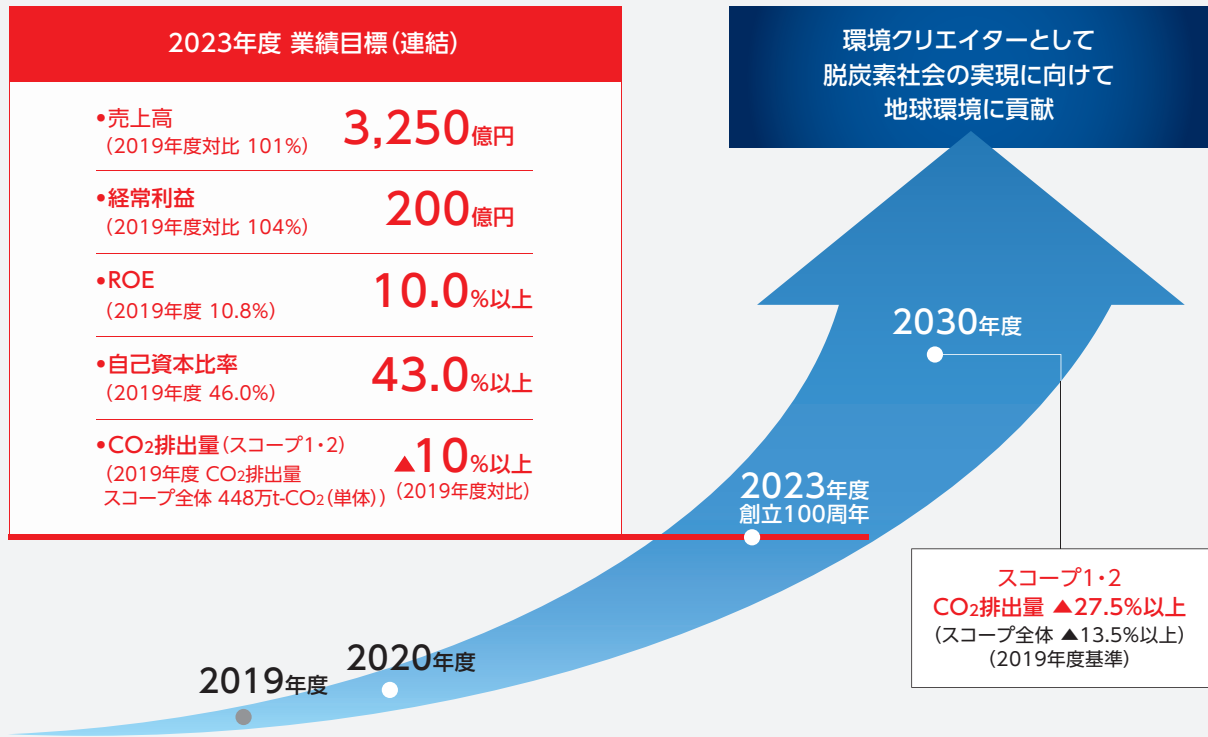 2023年度 業績目標（連結）
•売上高
（2019年度対比 101%）
3,250億円
•経常利益
（2019年度対比 104%）
200億円
•ROE
（2019年度 10.8%）
10.0%以上
•自己資本比率
（2019年度 46.0%）
43.0%以上
•CO2排出量（スコープ1・2）
（2019年度 CO2排出量
スコープ全体 448万t-CO2（単体））
▲10%以上
（2019年度対比）
環境クリエイターとして
脱炭素社会の実現に向けて
地球環境に貢献
2030年度
2023年度
創立100周年
2020年度
2019年度
スコープ1・2
CO2排出量 ▲27.5%以上
（スコープ全体 ▲13.5%以上）
（2019年度基準）